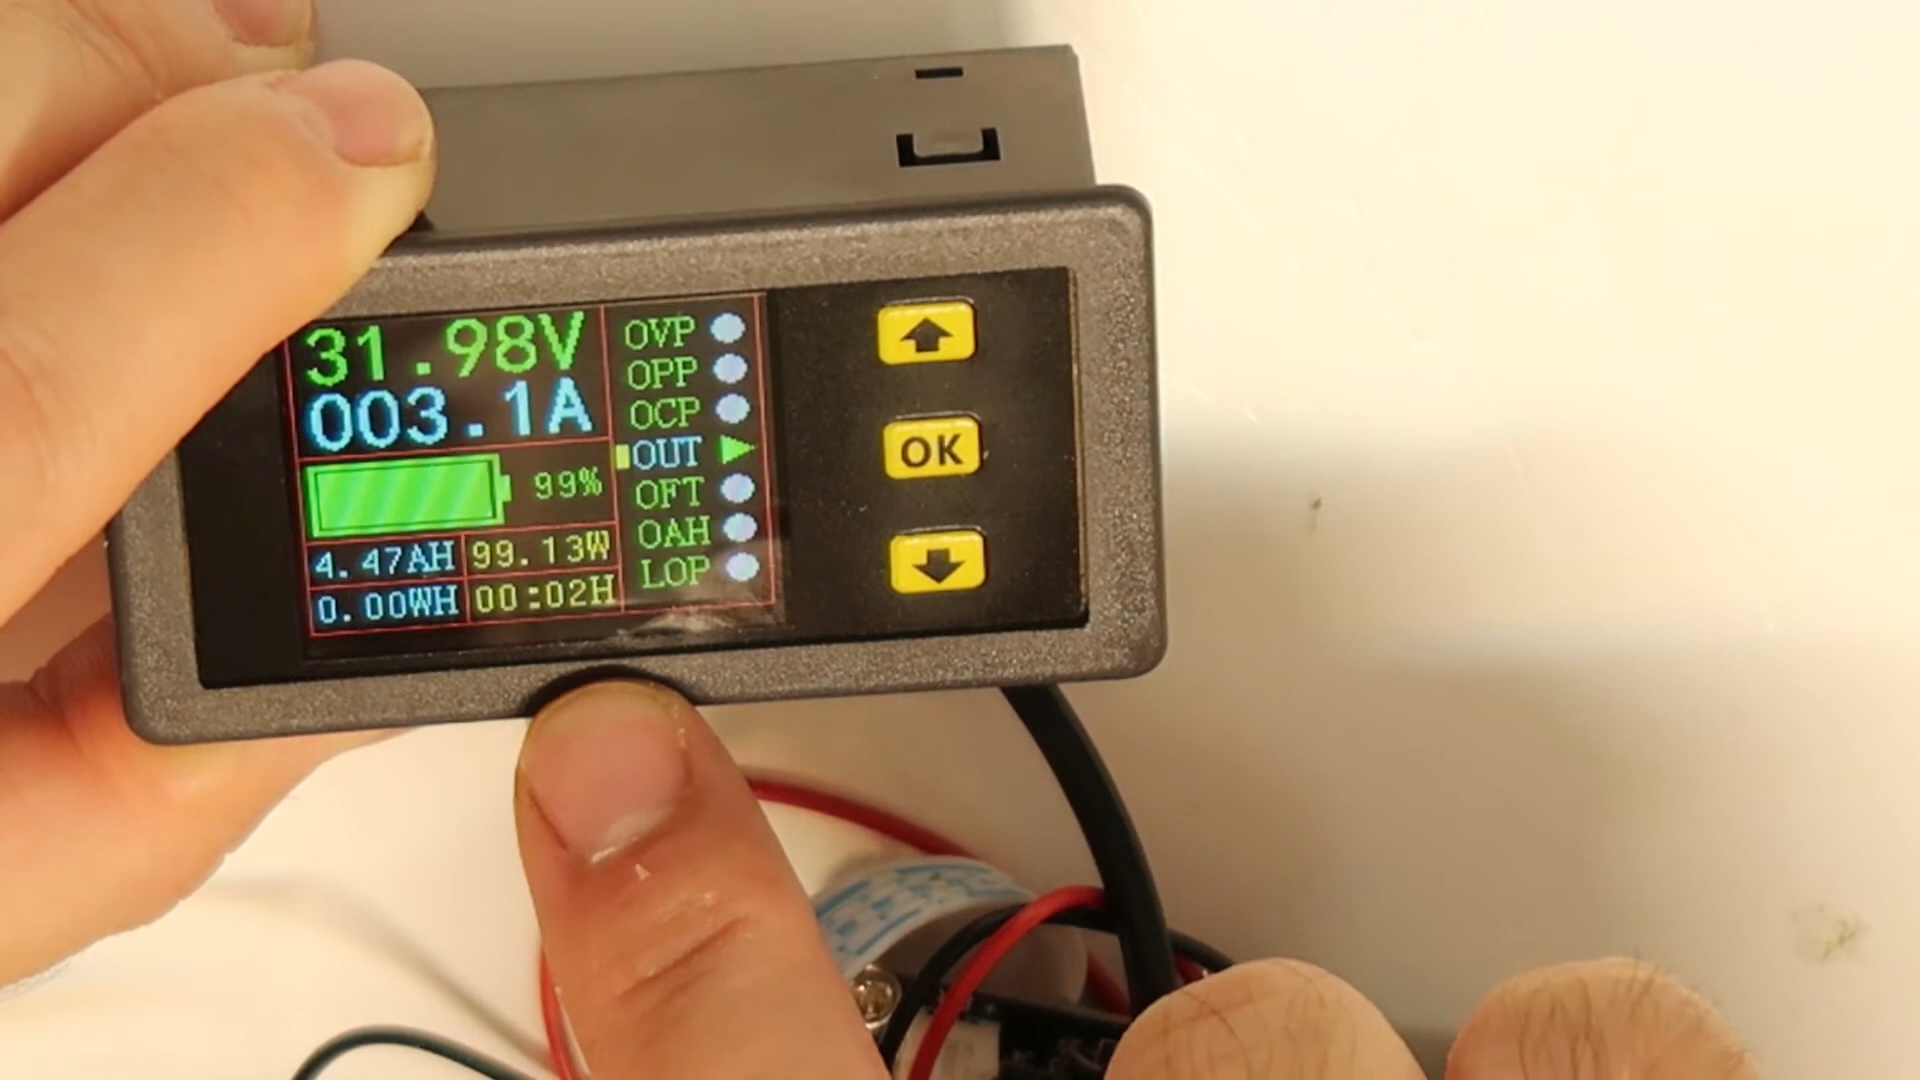 31.98V
003.1A
99%
4.47AH 99.13W
0.00WH 00:02H
OVP
OPP
OCP
OUT
OFT
OAH
LOP
OK